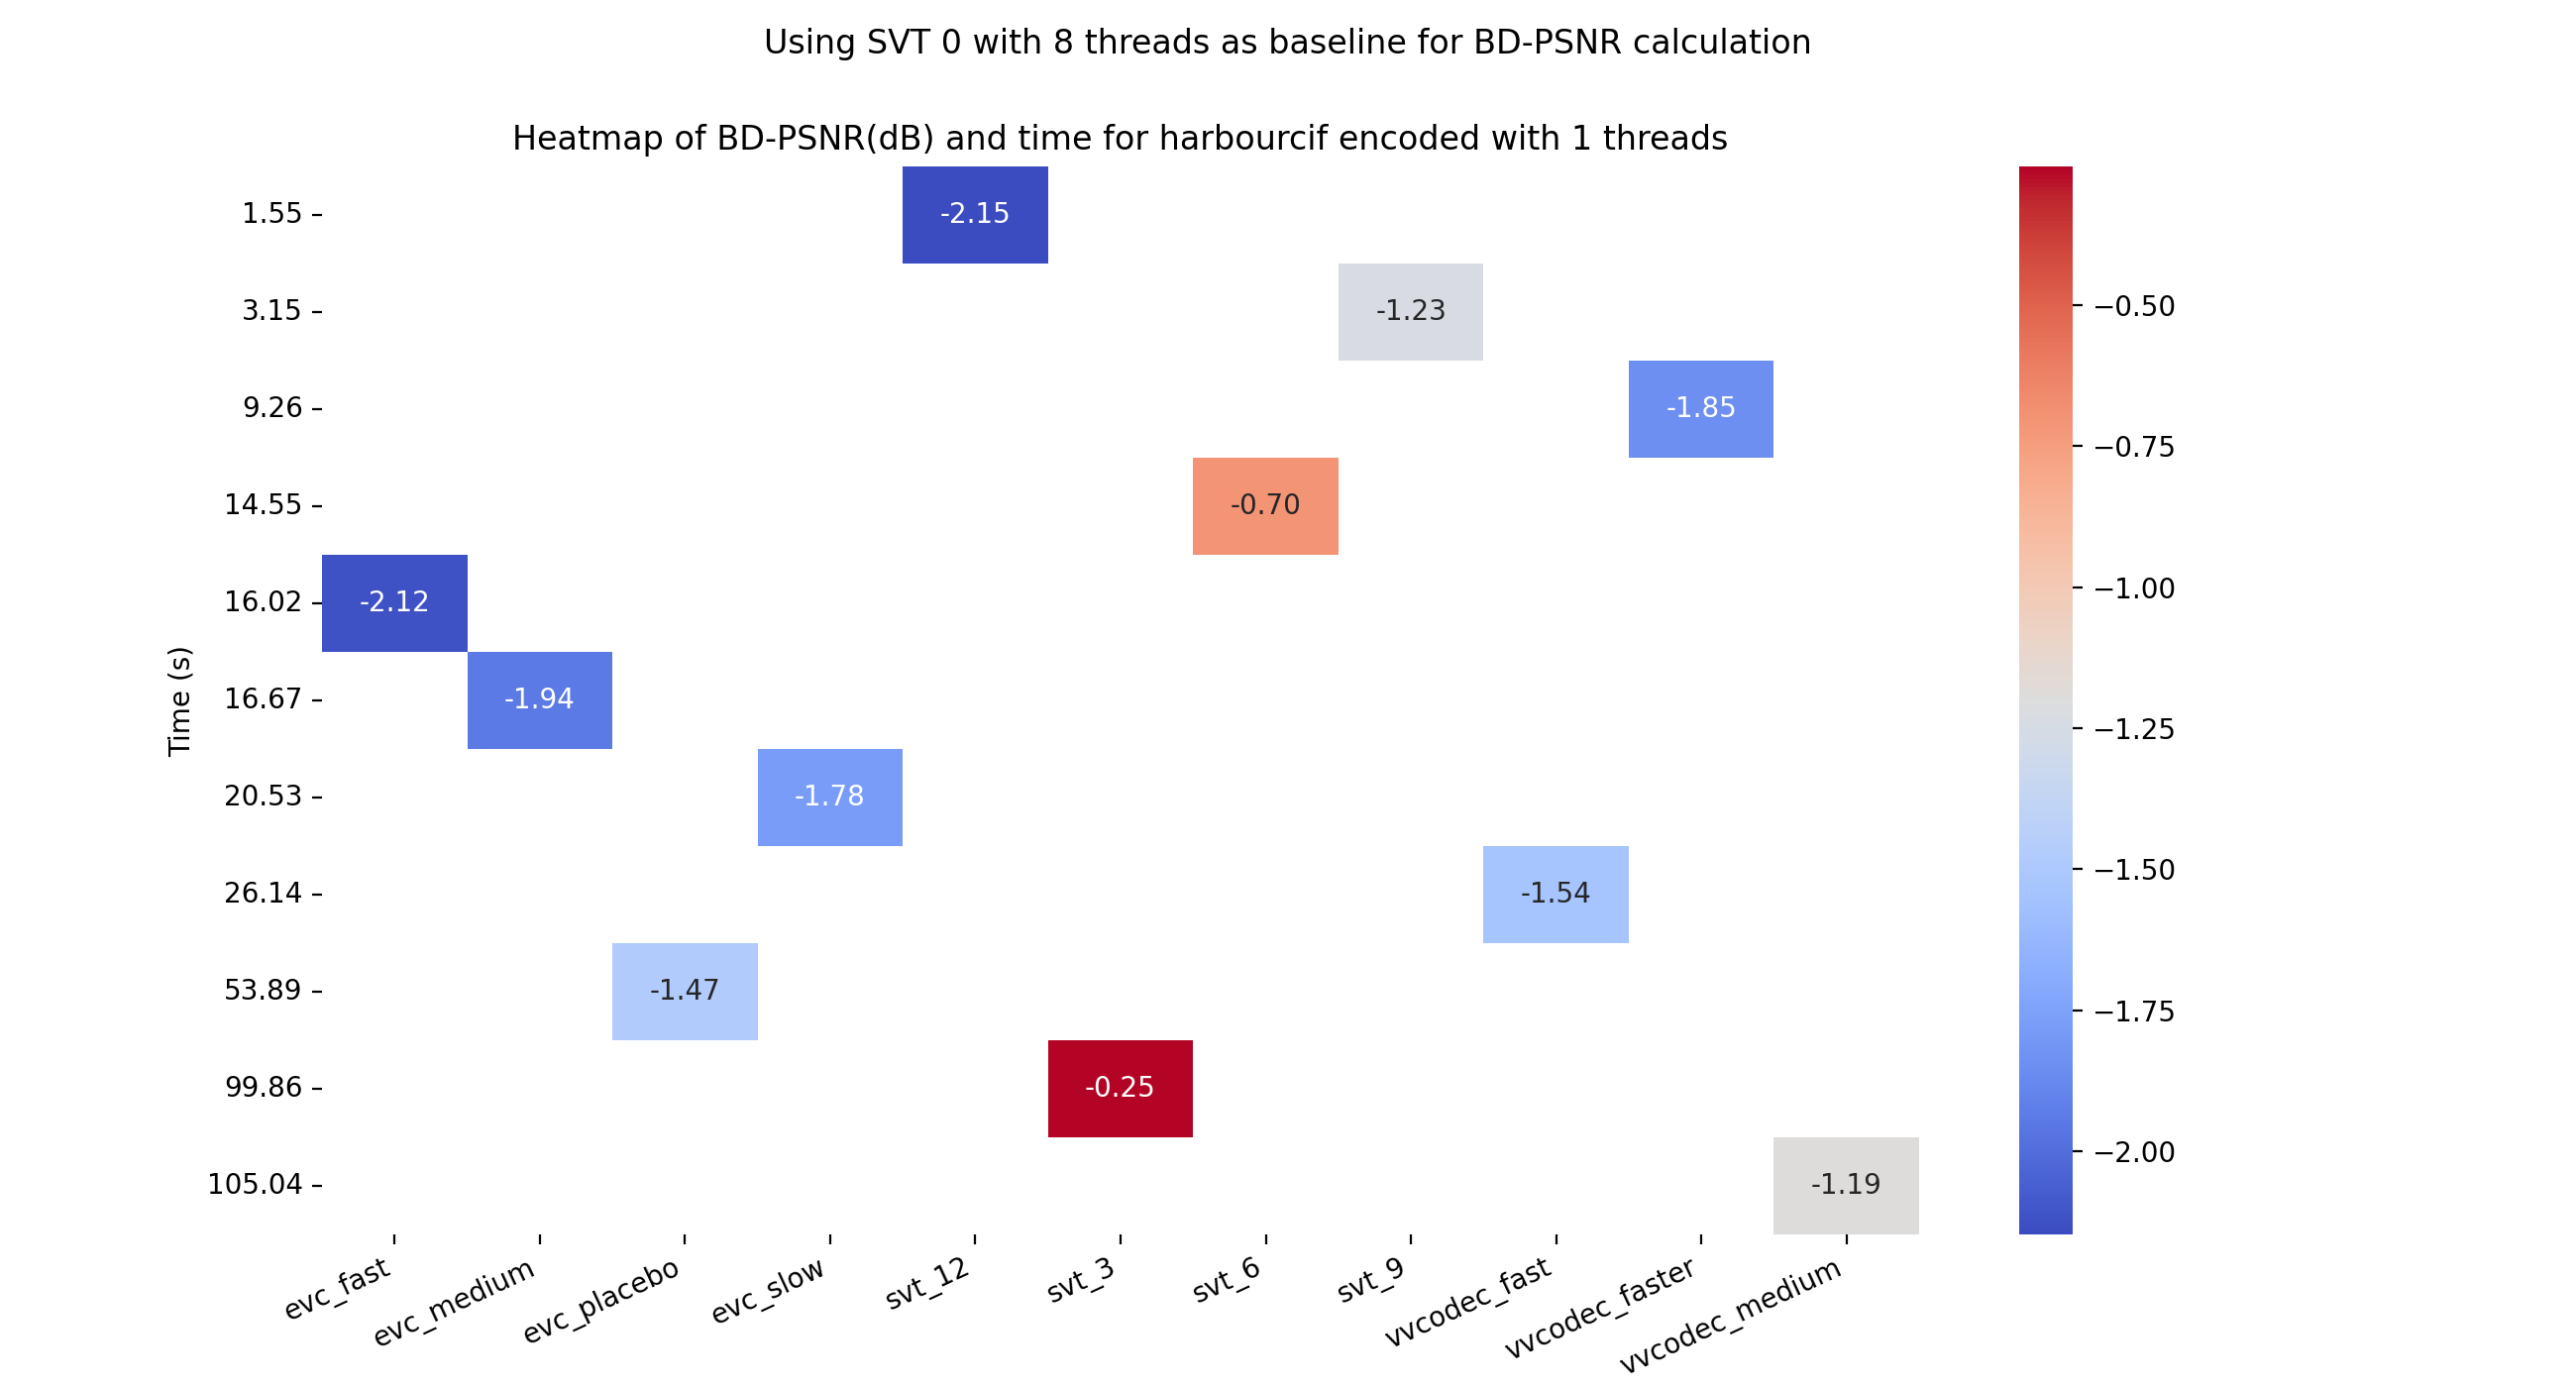 Using SVT 0 with 8 threads as baseline for BD-PSNR calculation
Heatmap of BD-PSNR(dB) and time for harbourcif encoded with 1 threads
Time (s)
1.55
-2.15
3.15
-1.23
9.26
-1.85
14.55
-0.70
16.02
-2.12
16.67
-1.94
20.53
-1.78
26.14
-1.54
53.89
-1.47
99.86
-0.25
105.04
-1.19
evc_fast
evc_medium
evc_placebo
evc_slow
svt_12
svt_3
svt_6
svt_9
vvcodec_fast
vvcodec_faster
vvcodec_medium
−0.50
−0.75
−1.00
−1.25
−1.50
−1.75
−2.00